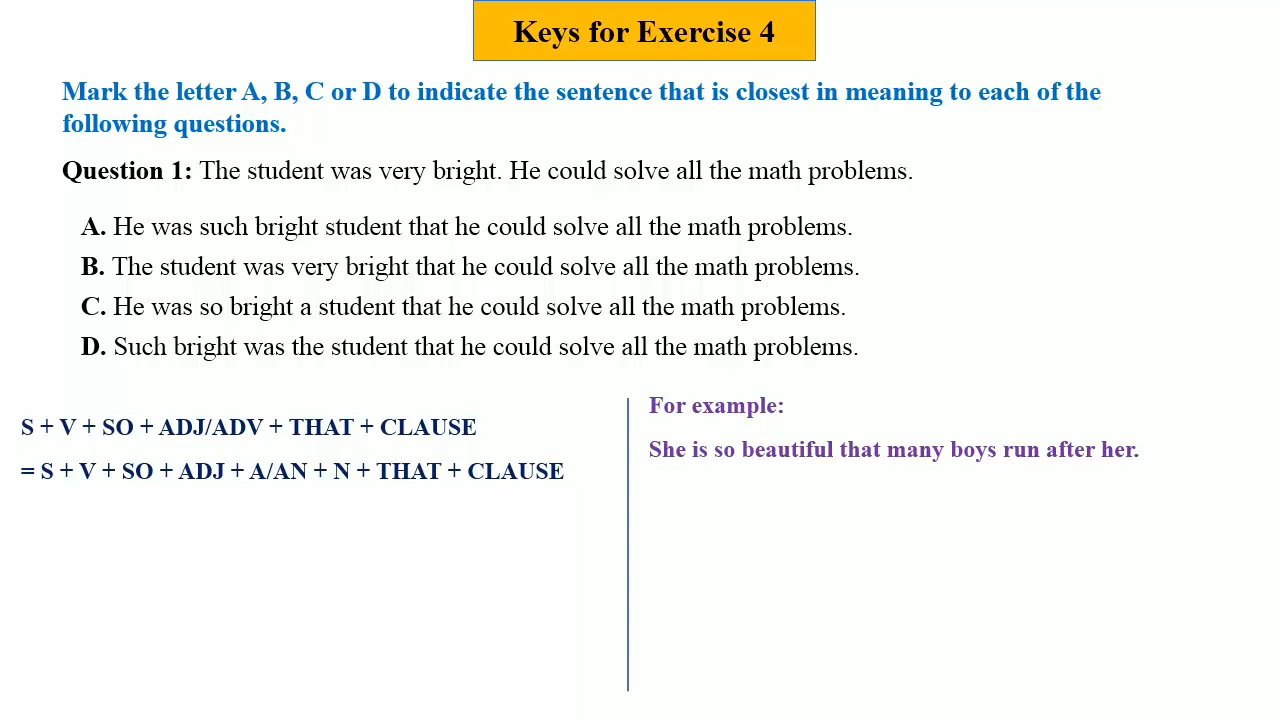 Keys for Exercise 4
Mark the letter A, B, C or D to indicate the sentence that is closest in meaning to each of the
following questions.
Question 1: The student was very bright. He could solve all the math problems.
A. He was such bright student that he could solve all the math problems.
B. The student was very bright that he could solve all the math problems.
C. He was so bright a student that he could solve all the math problems.
D. Such bright was the student that he could solve all the math problems.
S + V + SO + ADJ/ADV + THAT + CLAUSE
= S + V + SO + ADJ + A/AN + N + THAT + CLAUSE
For example:
She is so beautiful that many boys run after her.